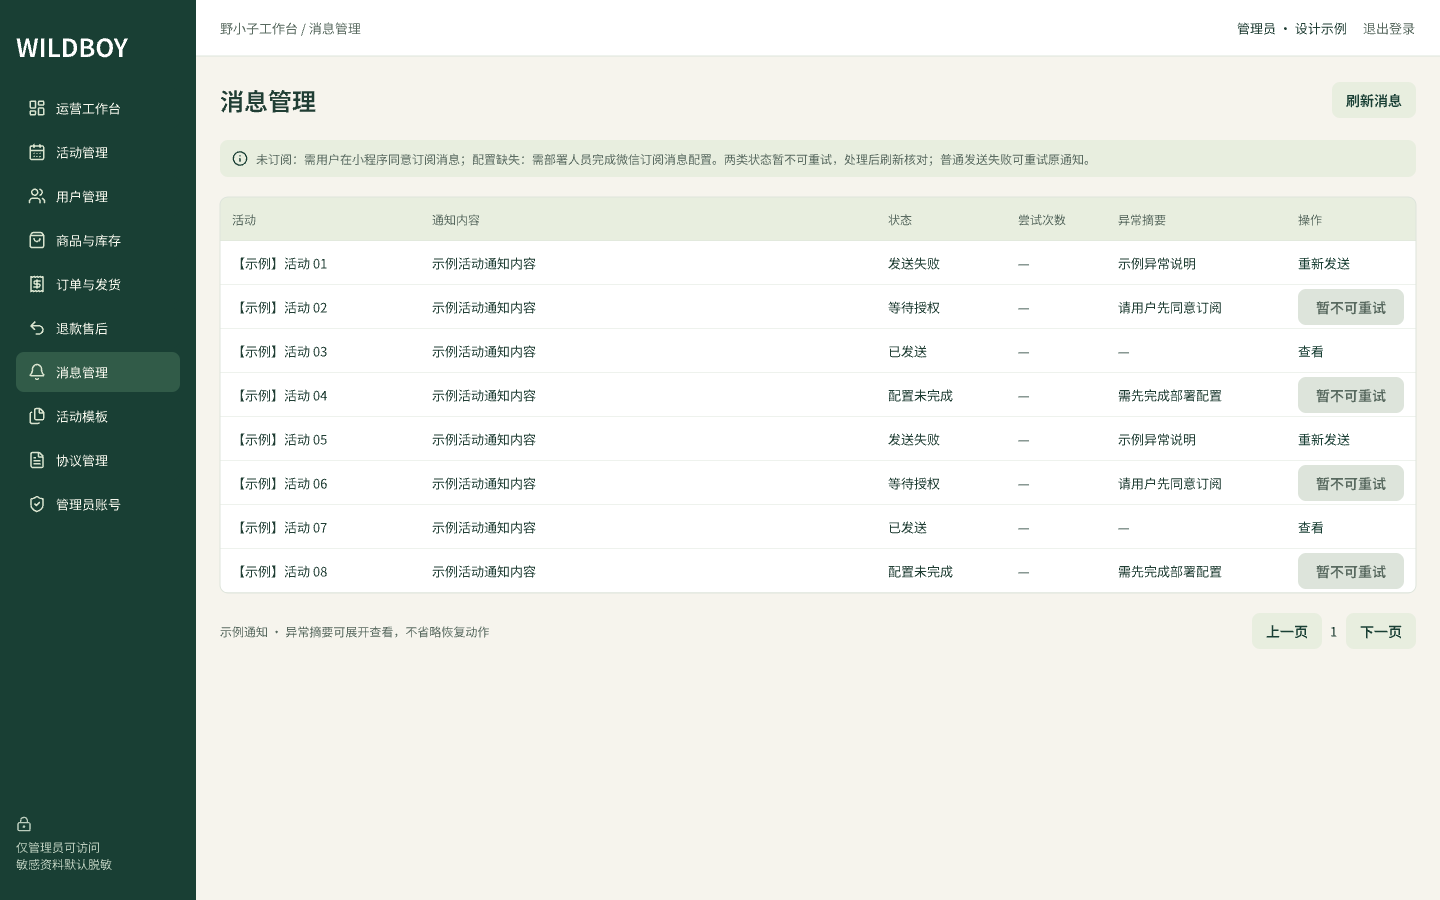 WILDBOY
运营工作台
活动管理
用户管理
商品与库存
订单与发货
退款售后
消息管理
活动模板
协议管理
管理员账号
仅管理员可访问
敏感资料默认脱敏
野小子工作台 / 消息管理
管理员 · 设计示例 退出登录
消息管理
刷新消息
未订阅：需用户在小程序同意订阅消息；配置缺失：需部署人员完成微信订阅消息配置。两类状态暂不可重试，处理后刷新核对；普通发送失败可重试原通知。
活动 通知内容 状态 尝试次数 异常摘要 操作
【示例】活动 01 示例活动通知内容 发送失败 — 示例异常说明 重新发送
【示例】活动 02 示例活动通知内容 等待授权 — 请用户先同意订阅 暂不可重试
【示例】活动 03 示例活动通知内容 已发送 — — 查看
【示例】活动 04 示例活动通知内容 配置未完成 — 需先完成部署配置 暂不可重试
【示例】活动 05 示例活动通知内容 发送失败 — 示例异常说明 重新发送
【示例】活动 06 示例活动通知内容 等待授权 — 请用户先同意订阅 暂不可重试
【示例】活动 07 示例活动通知内容 已发送 — — 查看
【示例】活动 08 示例活动通知内容 配置未完成 — 需先完成部署配置 暂不可重试
示例通知 · 异常摘要可展开查看，不省略恢复动作
上一页 1 下一页